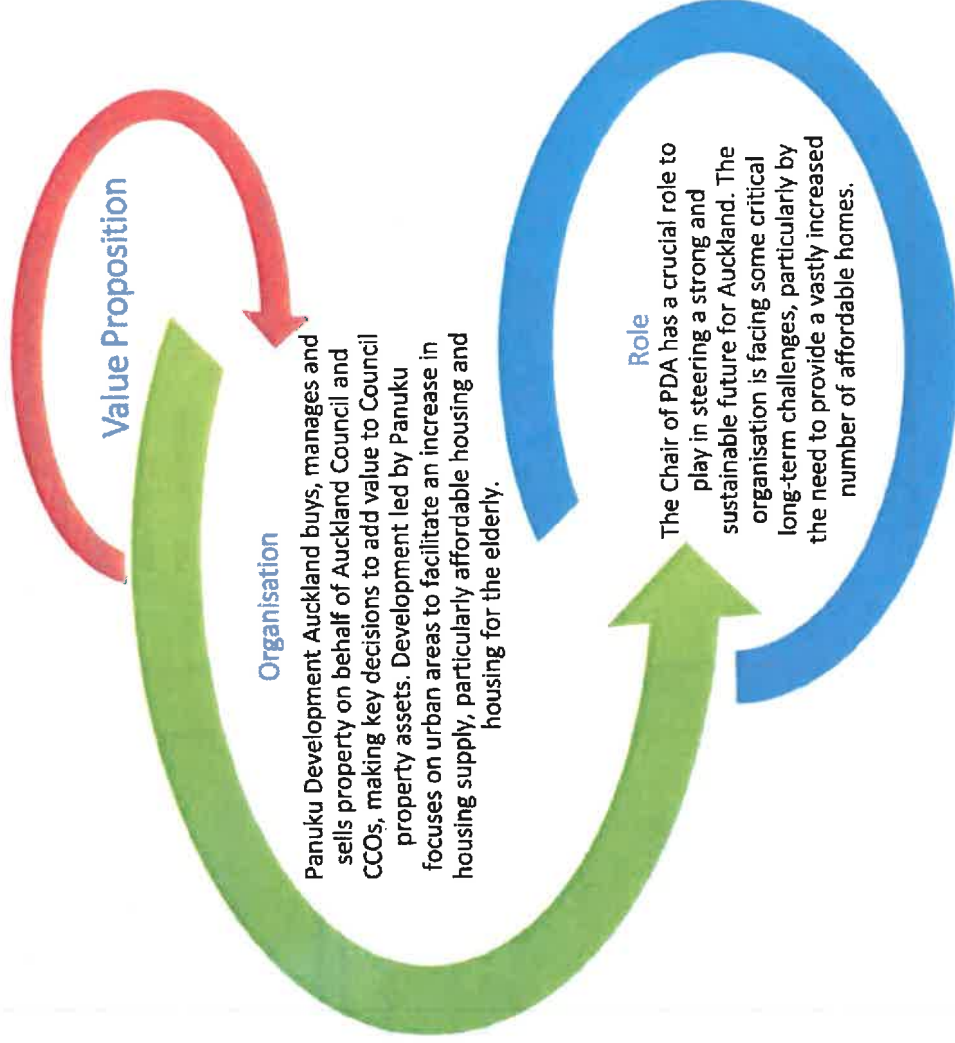 Value Proposition
Organisation
Panuku Development Auckland buys, manages and
sells property on behalf of Auckland Council and
CCOs, making key decisions to add value to Council
property assets. Development led by Panuku
focuses on urban areas to facilitate an increase in
housing supply, particularly affordable housing and
housing for the elderly.
Role
The Chair of PDA has a crucial role to
play in steering a strong and
sustainable future for Auckland. The
organisation is facing some critical
long-term challenges, particularly by
the need to provide a vastly increased
number of affordable homes.